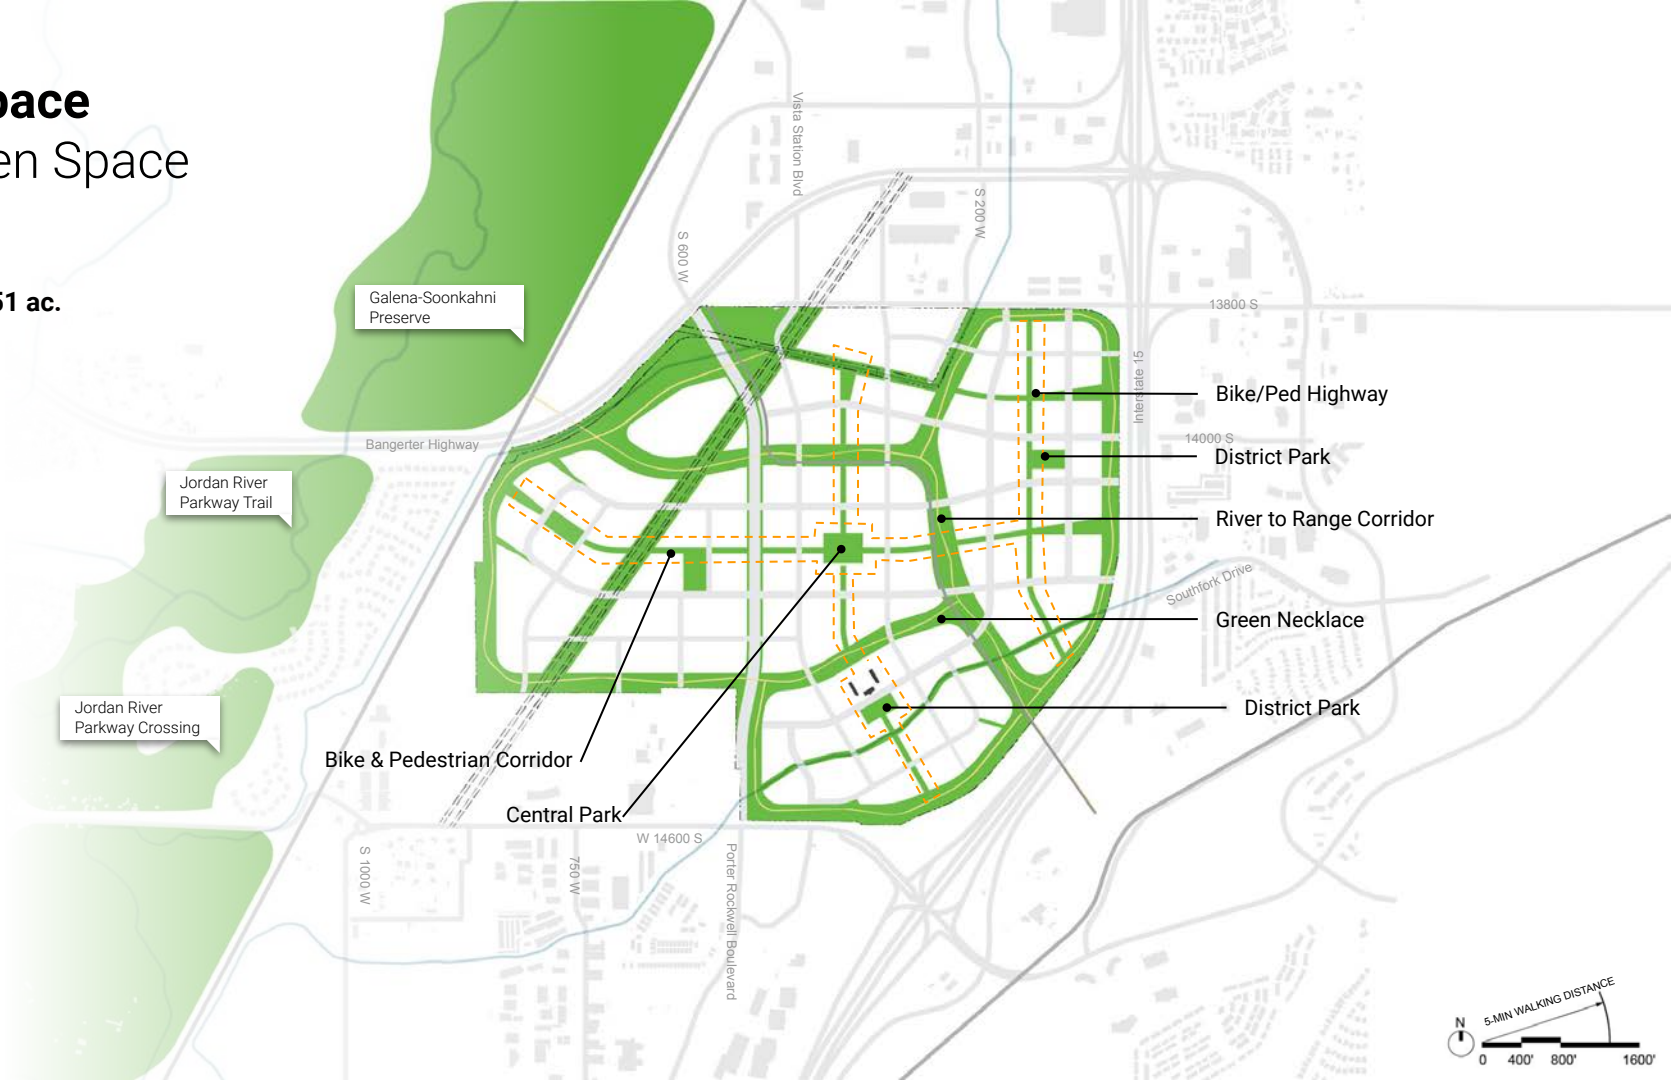 pace
en Space
51 ac.
Vista Station Blvd
S 200 W
S 600 W
Galena-Soonkahni
Preserve
13800 S
Interstate 15
Bike/Ped Highway
14000 S
District Park
Bangerter Highway
Jordan River
Parkway Trail
River to Range Corridor
Southfork Drive
Green Necklace
Jordan River
Parkway Crossing
District Park
Bike & Pedestrian Corridor
Central Park
W 14600 S
S 1000 W
750 W
Porter Rockwell Boulevard
5-MIN WALKING DISTANCE
N
0 400' 800' 1600'